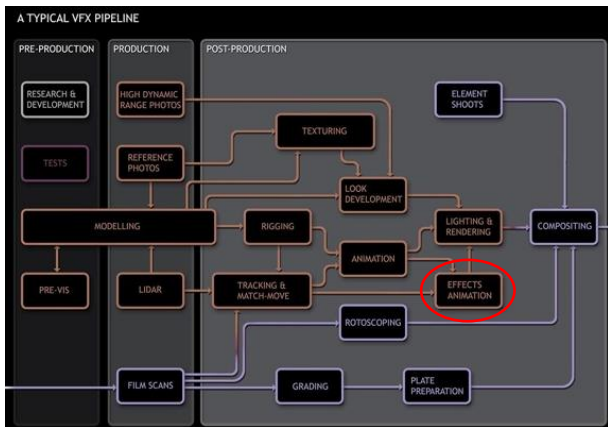 A TYPICAL VFX PIPELINE
PRE-PRODUCTION
PRODUCTION
POST-PRODUCTION
RESEARCH &
DEVELOPMENT
HIGH DYNAMIC
RANGE PHOTOS
ELEMENT
SHOOTS
TEXTURING
TESTS
REFERENCE
PHOTOS
LOOK
DEVELOPMENT
MODELLING
RIGGING
LIGHTING &
RENDERING
COMPOSITING
ANIMATION
PRE-VIS
LIDAR
TRACKING &
MATCH-MOVE
EFFECTS
ANIMATION
ROTOSCOPING
FILM SCANS
GRADING
PLATE
PREPARATION